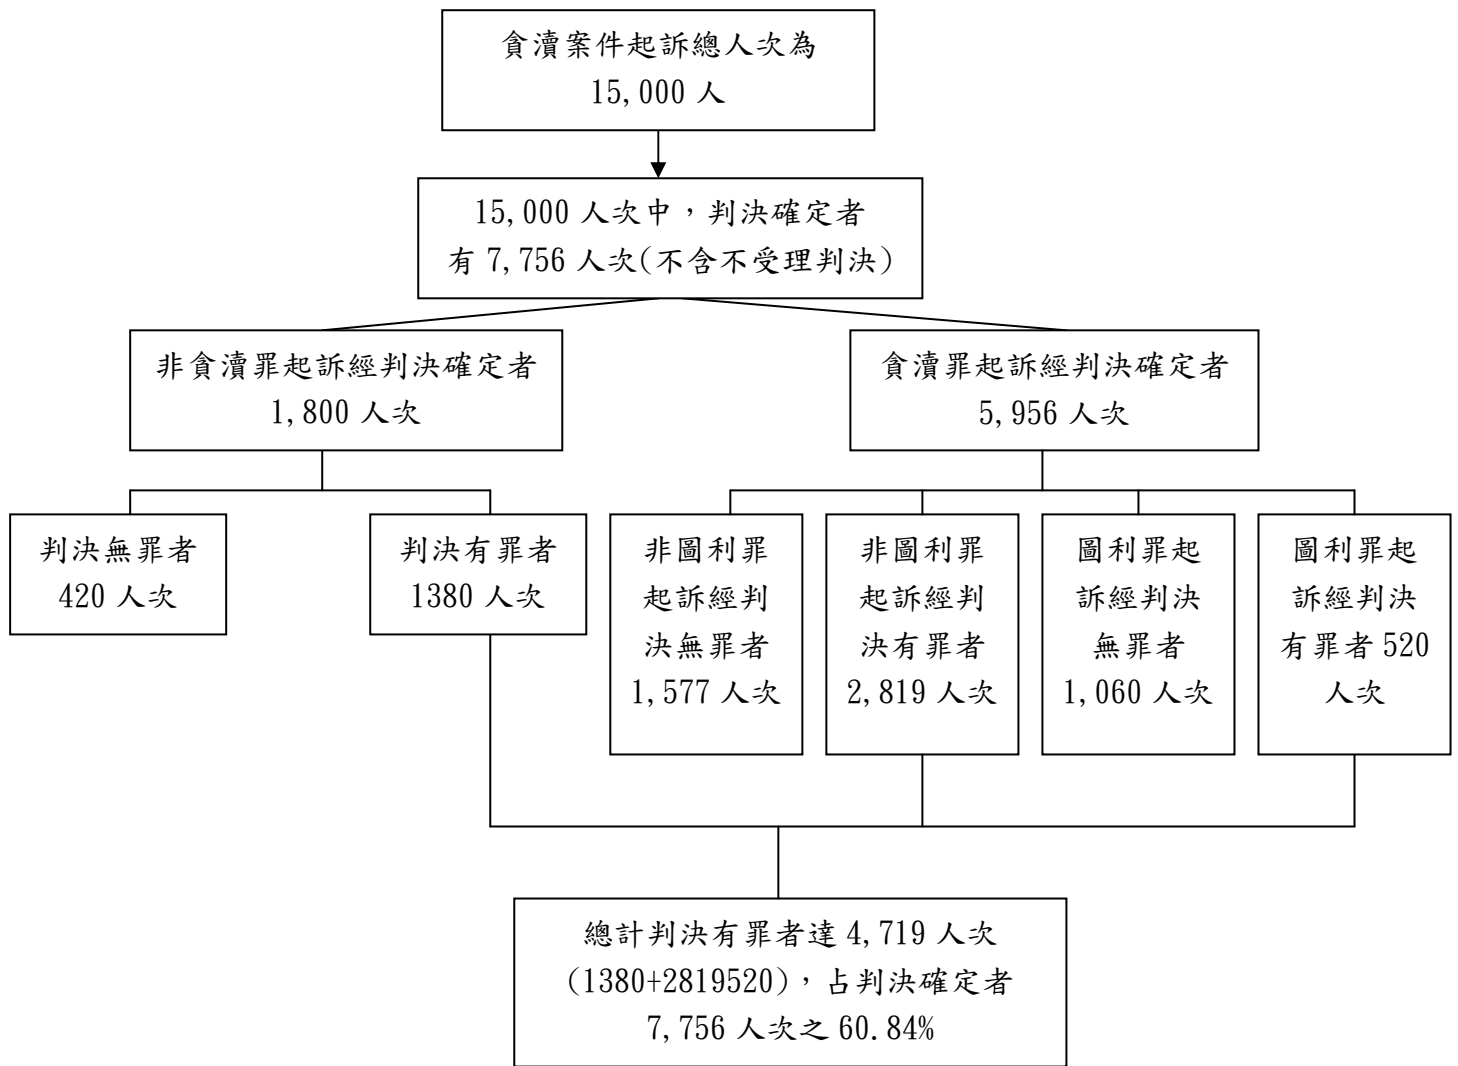 貪瀆案件起訴總人次為
15,000 人
15,000 人次中，判決確定者
有 7,756 人次(不含不受理判決)
非貪瀆罪起訴經判決確定者
1,800 人次
貪瀆罪起訴經判決確定者
5,956 人次
判決無罪者
420 人次
判決有罪者
1380 人次
非圖利罪
起訴經判
決無罪者
1,577 人次
非圖利罪
起訴經判
決有罪者
2,819 人次
圖利罪起
訴經判決
無罪者
1,060 人次
圖利罪起
訴經判決
有罪者 520
人次
總計判決有罪者達 4,719 人次
(1380+2819520)，占判決確定者
7,756 人次之 60.84%